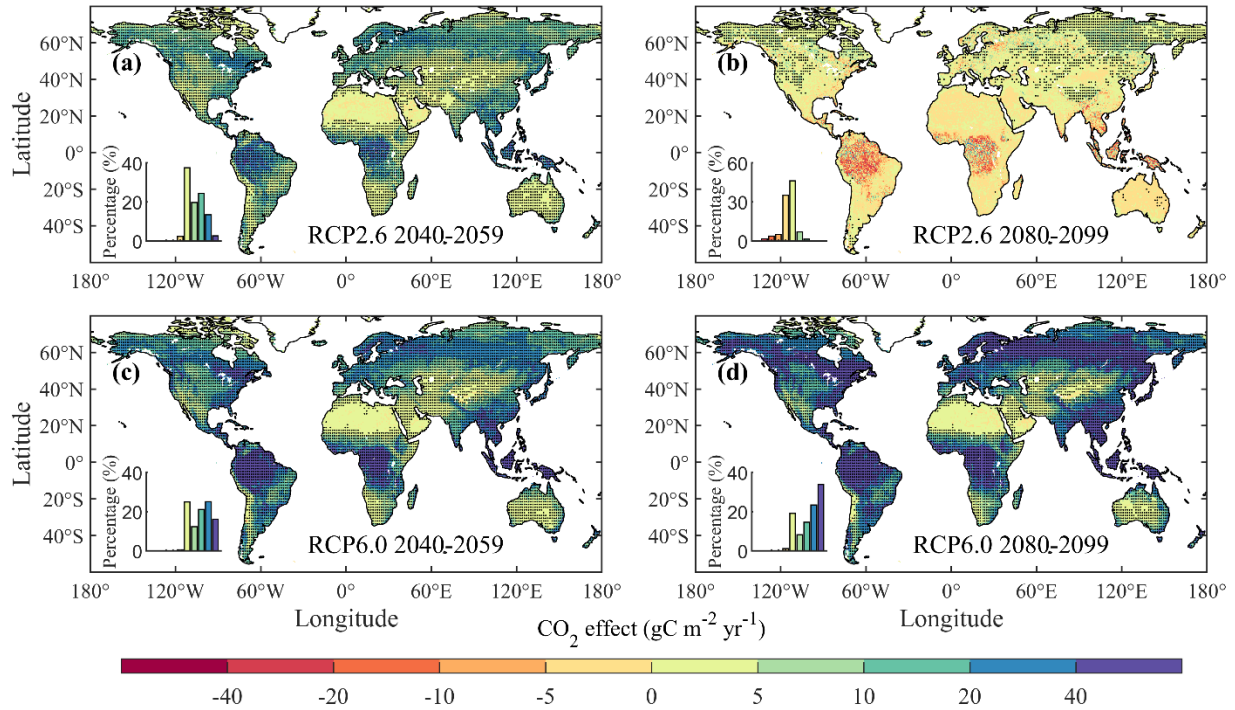 60°N
40°N
20°N
0°
20°S
40°S
Latitude
(a)
40
20
0
Percentage (%)
RCP2.6 2040-2059
180° 120°W 60°W 0° 60°E 120°E 180°
60°N
40°N
20°N
0°
20°S
40°S
(b)
60
30
0
Percentage (%)
RCP2.6 2080-2099
180° 120°W 60°W 0° 60°E 120°E 180°
60°N
40°N
20°N
0°
20°S
40°S
Latitude
(c)
40
20
0
Percentage (%)
RCP6.0 2040-2059
180° 120°W 60°W 0° 60°E 120°E 180°
Longitude
60°N
40°N
20°N
0°
20°S
40°S
(d)
40
20
0
Percentage (%)
RCP6.0 2080-2099
180° 120°W 60°W 0° 60°E 120°E 180°
Longitude
CO₂ effect (gC m⁻² yr⁻¹)
-40 -20 -10 -5 0 5 10 20 40